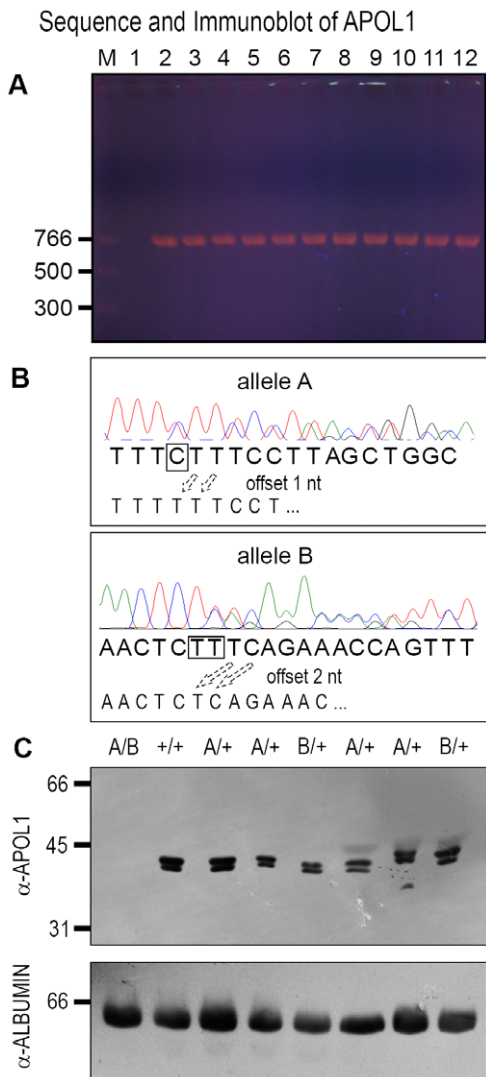 Sequence and Immunoblot of APOL1
M 1 2 3 4 5 6 7 8 9 10 11 12
A
766
500
300
B
allele A
T T T C T T T C C T T A G C T G G C
offset 1 nt
T T T T T T C C T ...
allele B
A A C T C T T T C A G A A A C C A G T T T
offset 2 nt
A A C T C T C A G A A A C ...
C
A/B +/+ A/+ A/+ B/+ A/+ A/+ B/+
66
45
31
α-APOL1
66
α-ALBUMIN